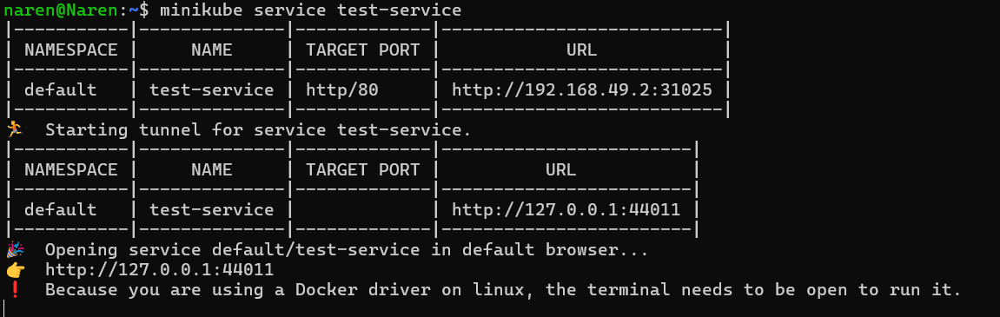 naren@Naren:~$ minikube service test-service
|-----------|--------------|-------------|---------------------------|
| NAMESPACE |     NAME     | TARGET PORT |            URL            |
|-----------|--------------|-------------|---------------------------|
| default   | test-service | http/80     | http://192.168.49.2:31025 |
|-----------|--------------|-------------|---------------------------|
🏃  Starting tunnel for service test-service.
|-----------|--------------|-------------|------------------------|
| NAMESPACE |     NAME     | TARGET PORT |          URL           |
|-----------|--------------|-------------|------------------------|
| default   | test-service |             | http://127.0.0.1:44011 |
|-----------|--------------|-------------|------------------------|
🎉  Opening service default/test-service in default browser...
👉  http://127.0.0.1:44011
❗  Because you are using a Docker driver on linux, the terminal needs to be open to run it.